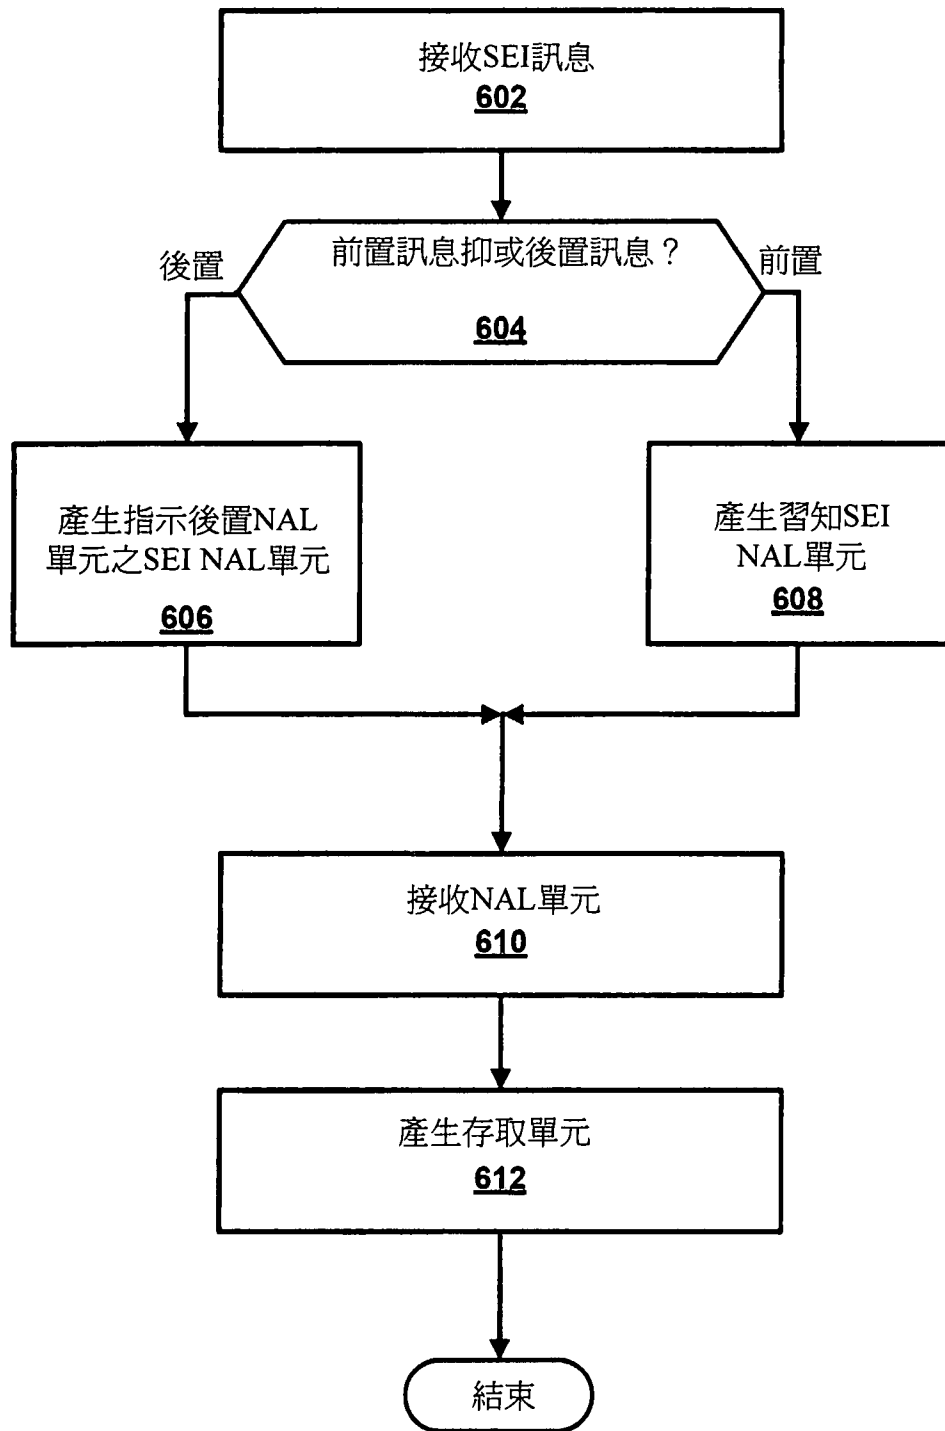 接收SEI訊息
602
前置訊息抑或後置訊息？
604
後置
前置
產生指示後置NAL
單元之SEI NAL單元
606
產生習知SEI
NAL單元
608
接收NAL單元
610
產生存取單元
612
結束